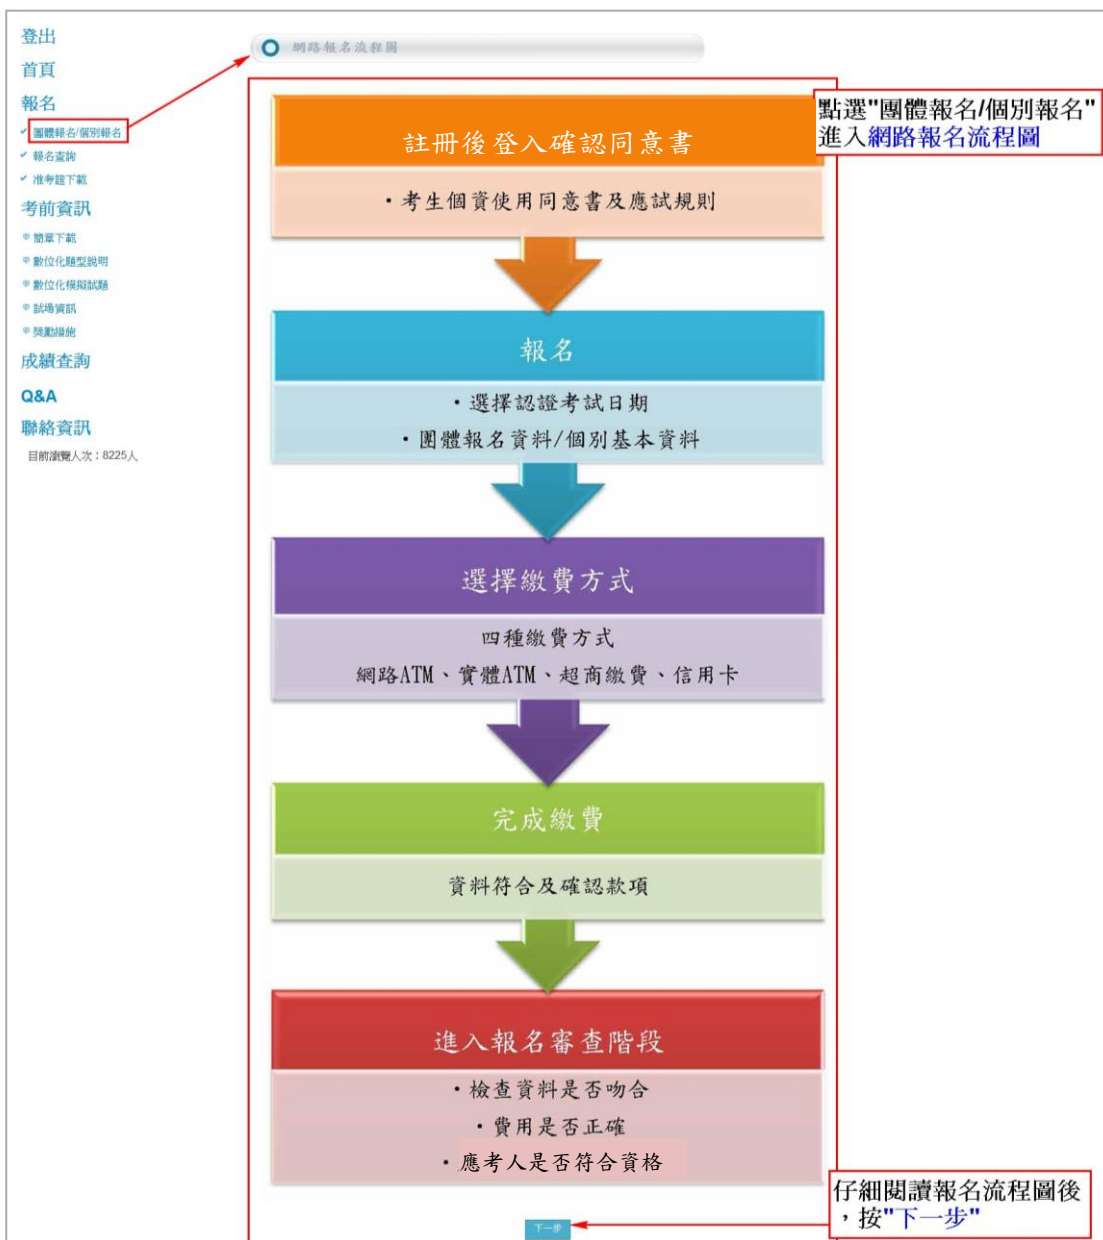 登出
首頁
報名
團體報名/個別報名
報名查詢
准考證下載
考前資訊
簡章下載
數位化題型說明
數位化模擬試題
試場資訊
獎勵措施
成績查詢
Q&A
聯絡資訊
目前瀏覽人次：8225人
網路報名流程圖
點選"團體報名/個別報名"
進入網路報名流程圖
註冊後登入確認同意書
・考生個資使用同意書及應試規則
報名
・選擇認證考試日期
・團體報名資料/個別基本資料
選擇繳費方式
四種繳費方式
網路ATM、實體ATM、超商繳費、信用卡
完成繳費
資料符合及確認款項
進入報名審查階段
・檢查資料是否吻合
・費用是否正確
・應考人是否符合資格
仔細閱讀報名流程圖後
，按"下一步"
下一步